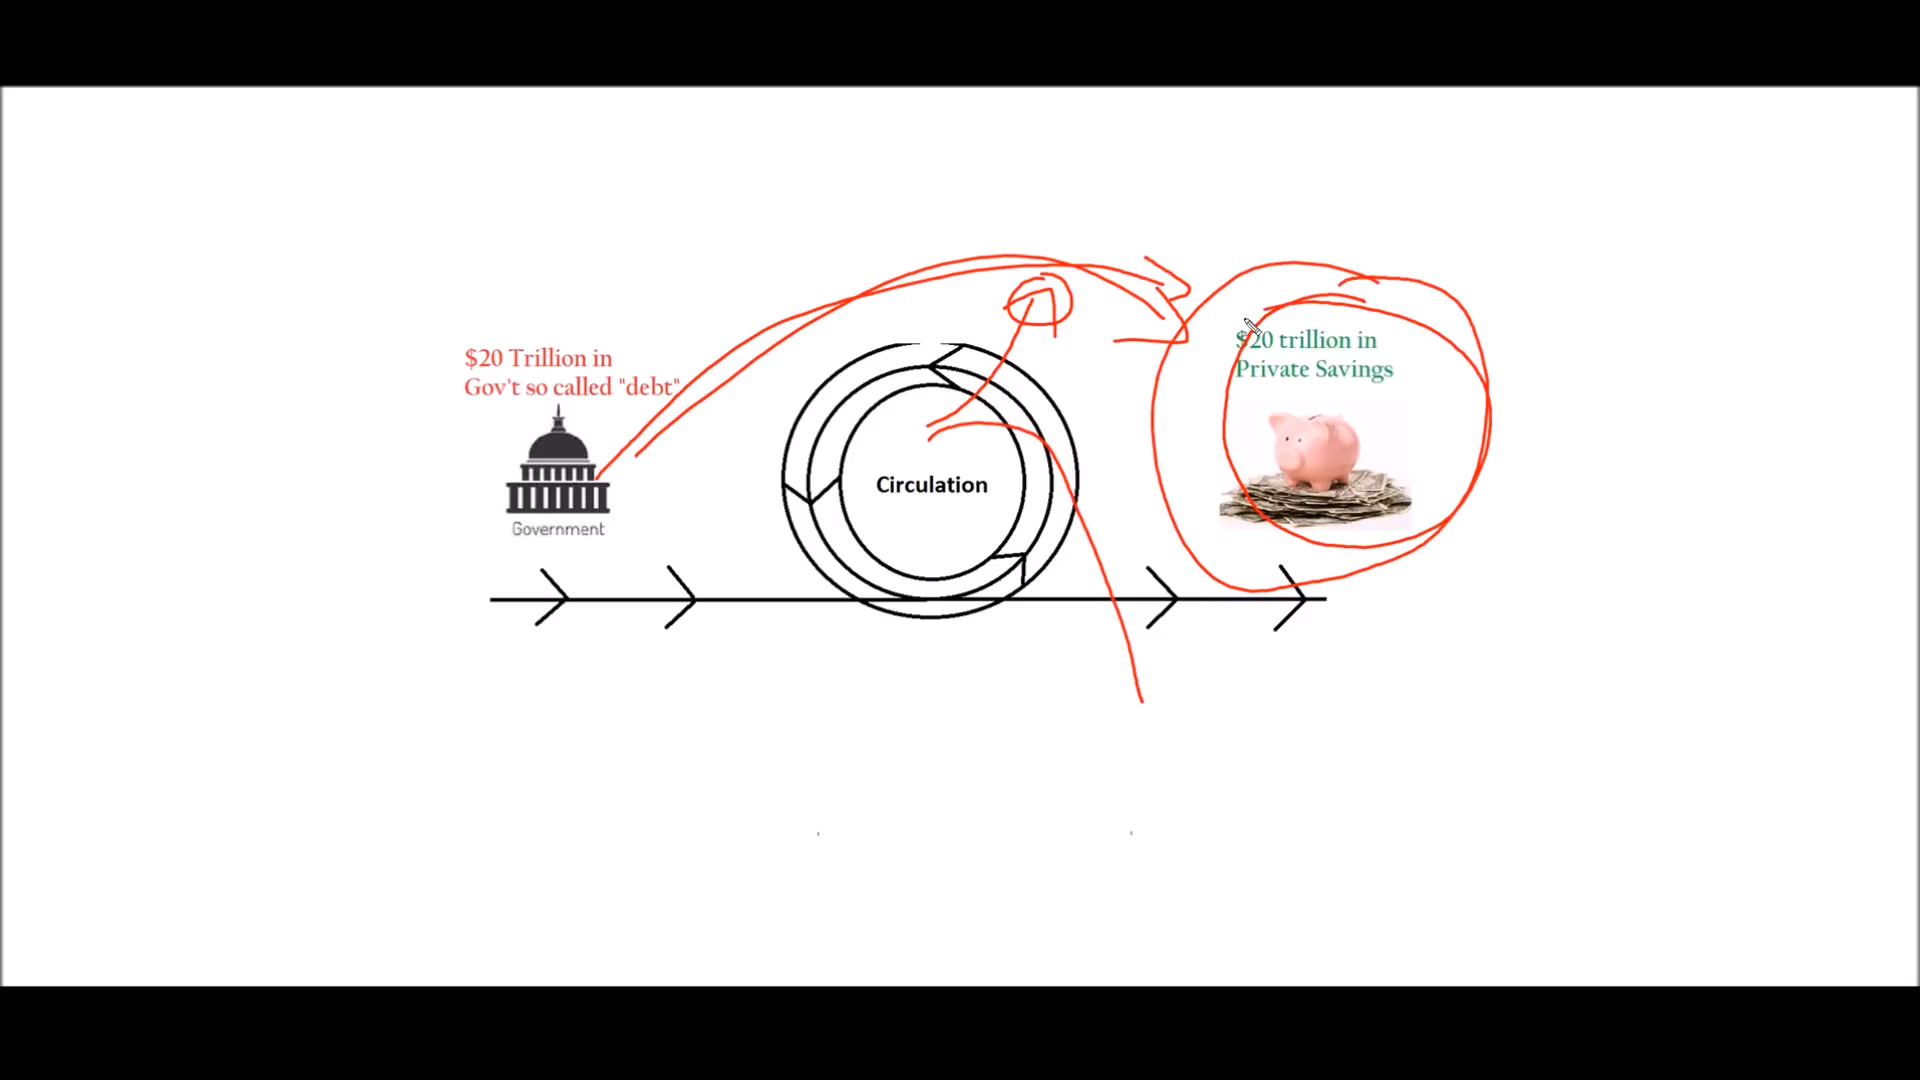 $20 Trillion in
Gov't so called "debt"
Government
Circulation
$20 trillion in
Private Savings